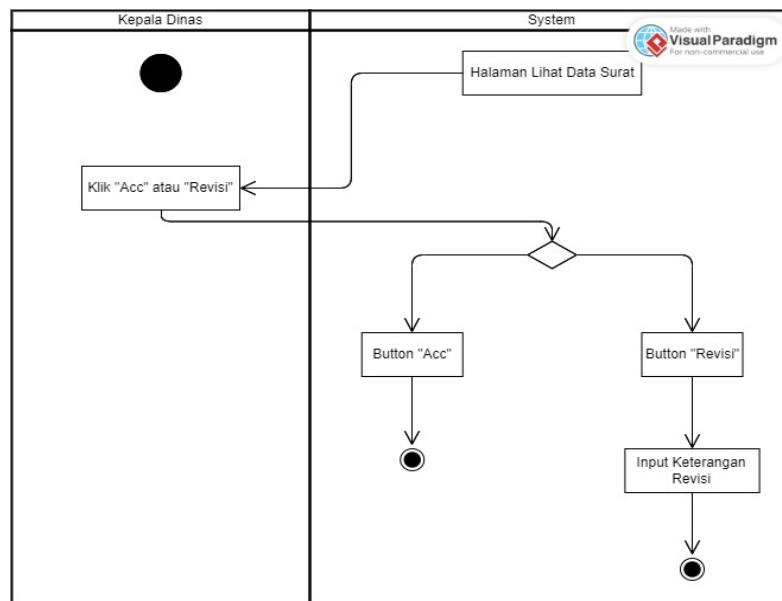 Kepala Dinas
System
Made with
Visual Paradigm
For non-commercial use
Halaman Lihat Data Surat
Klik "Acc" atau "Revisi"
Button "Acc"
Button "Revisi"
Input Keterangan
Revisi